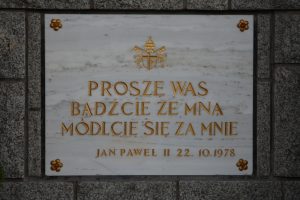 PROSZĘ WAS
BĄDŹCIE ZE MNĄ
MÓDLCIE SIĘ ZA MNIE
JAN PAWEŁ II 22.10.1978